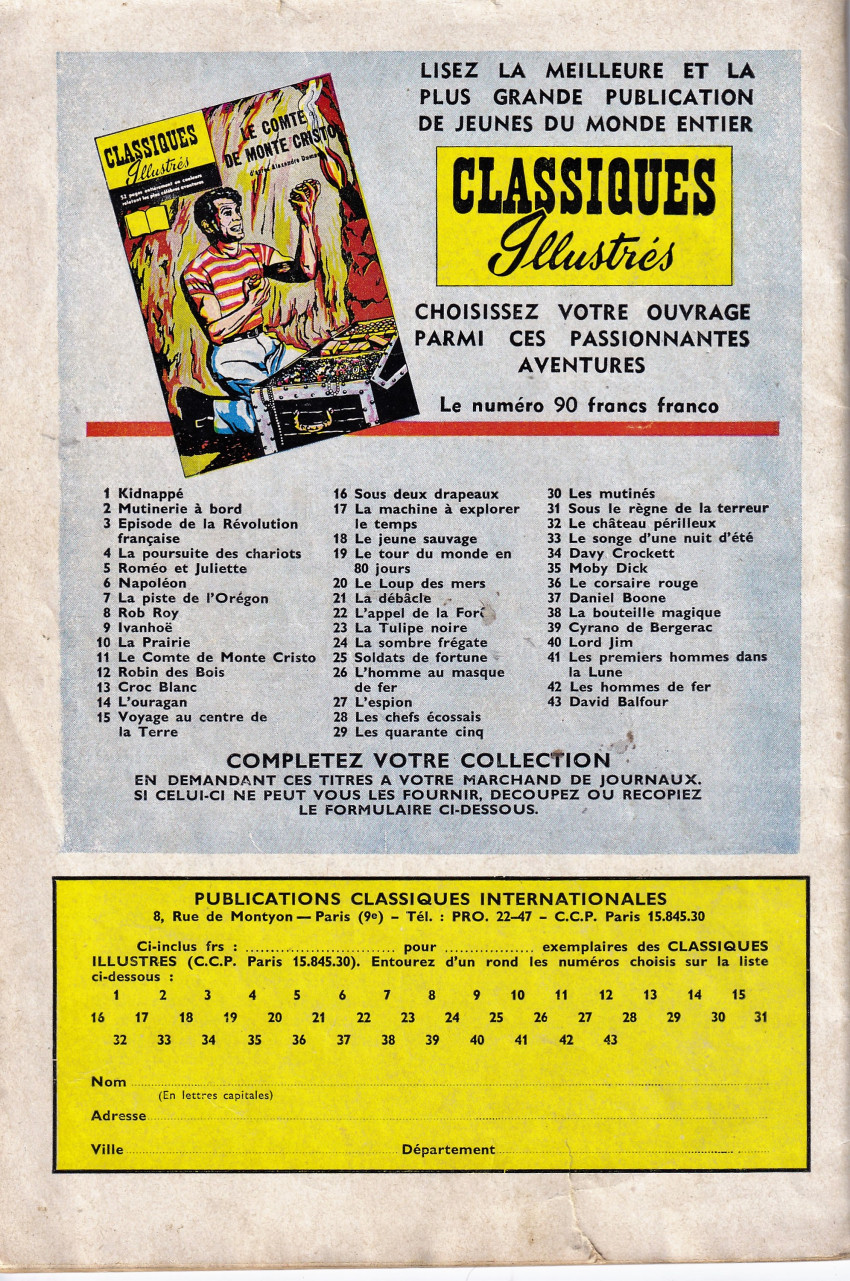 LISEZ LA MEILLEURE ET LA
PLUS GRANDE PUBLICATION
DE JEUNES DU MONDE ENTIER
CLASSIQUES
Illustrés
CHOISISSEZ VOTRE OUVRAGE
PARMI CES PASSIONNANTES
AVENTURES
Le numéro 90 francs franco
CLASSIQUES
Illustrés
52 pages entièrement en couleurs
relatant les plus célèbres aventures
LE COMTE
DE MONTE CRISTO
d'après Alexandre Dumas
1 Kidnappé
2 Mutinerie à bord
3 Episode de la Révolution
française
4 La poursuite des chariots
5 Roméo et Juliette
6 Napoléon
7 La piste de l'Orégon
8 Rob Roy
9 Ivanhoë
10 La Prairie
11 Le Comte de Monte Cristo
12 Robin des Bois
13 Croc Blanc
14 L'ouragan
15 Voyage au centre de
la Terre
16 Sous deux drapeaux
17 La machine à explorer
le temps
18 Le jeune sauvage
19 Le tour du monde en
80 jours
20 Le Loup des mers
21 La débâcle
22 L'appel de la Forê
23 La Tulipe noire
24 La sombre frégate
25 Soldats de fortune
26 L'homme au masque
de fer
27 L'espion
28 Les chefs écossais
29 Les quarante cinq
30 Les mutinés
31 Sous le règne de la terreur
32 Le château périlleux
33 Le songe d'une nuit d'été
34 Davy Crockett
35 Moby Dick
36 Le corsaire rouge
37 Daniel Boone
38 La bouteille magique
39 Cyrano de Bergerac
40 Lord Jim
41 Les premiers hommes dans
la Lune
42 Les hommes de fer
43 David Balfour
COMPLETEZ VOTRE COLLECTION
EN DEMANDANT CES TITRES A VOTRE MARCHAND DE JOURNAUX.
SI CELUI-CI NE PEUT VOUS LES FOURNIR, DECOUPEZ OU RECOPIEZ
LE FORMULAIRE CI-DESSOUS.
PUBLICATIONS CLASSIQUES INTERNATIONALES
8, Rue de Montyon — Paris (9e) – Tél. : PRO. 22–47 – C.C.P. Paris 15.845.30
Ci-inclus frs : ............................ pour ................ exemplaires des CLASSIQUES
ILLUSTRES (C.C.P. Paris 15.845.30). Entourez d'un rond les numéros choisis sur la liste
ci-dessous :
1 2 3 4 5 6 7 8 9 10 11 12 13 14 15
16 17 18 19 20 21 22 23 24 25 26 27 28 29 30 31
32 33 34 35 36 37 38 39 40 41 42 43
Nom
(En lettres capitales)
Adresse
Ville Département